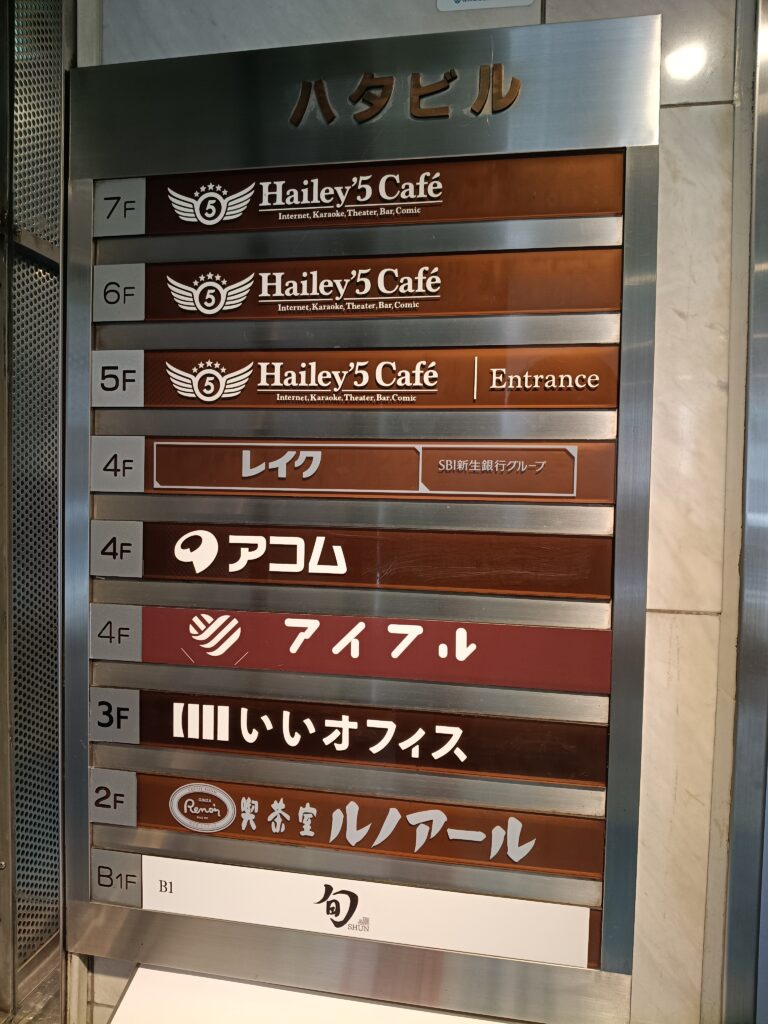 ハタビル
7F 5 Hailey'5 Café
Internet, Karaoke, Theater, Bar, Comic
6F 5 Hailey'5 Café
Internet, Karaoke, Theater, Bar, Comic
5F 5 Hailey'5 Café Entrance
Internet, Karaoke, Theater, Bar, Comic
4F レイク SBI新生銀行グループ
4F アコム
4F アイフル
3F いいオフィス
2F Renoir 喫茶室ルノアール
B1F B1 旬
SHUN